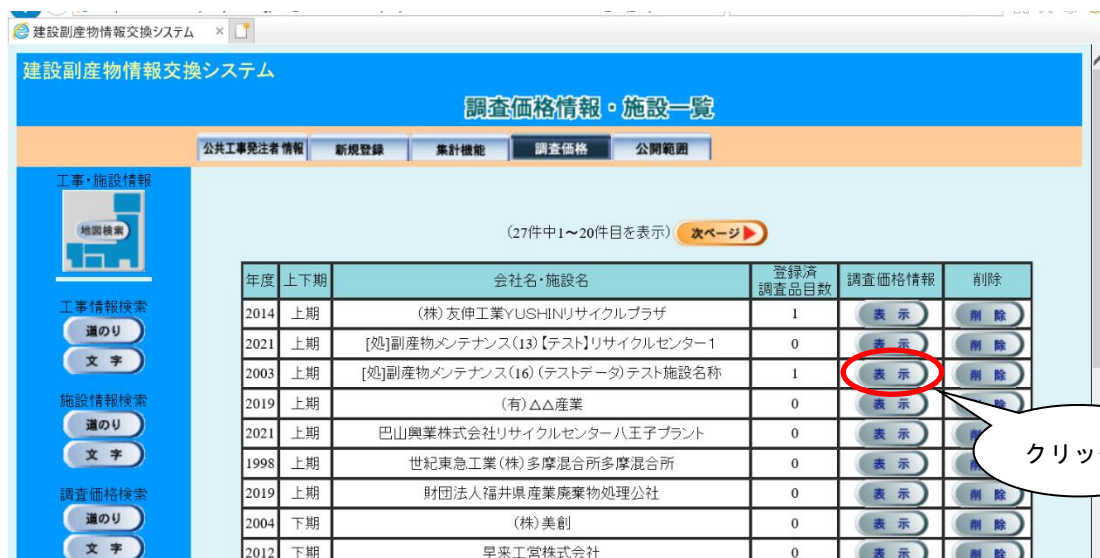 建設副産物情報交換システム ×
建設副産物情報交換システム
調査価格情報・施設一覧
公共工事発注者情報 新規登録 集計機能 調査価格 公開範囲
工事・施設情報
地図検索
工事情報検索
道のり
文 字
施設情報検索
道のり
文 字
調査価格検索
道のり
文 字
(27件中1~20件目を表示) 次ページ
年度 上下期 会社名・施設名 登録済調査品目数 調査価格情報 削除
2014 上期 (株)友伸工業YUSHINリサイクルプラザ 1 表 示 削 除
2021 上期 [処]副産物メンテナンス(13)【テスト】リサイクルセンター1 0 表 示 削 除
2003 上期 [処]副産物メンテナンス(16)(テストデータ)テスト施設名称 1 表 示 削 除
2019 上期 (有)△△産業 0 表 示 除
2021 上期 巴山興業株式会社リサイクルセンター八王子プラント 0 表 示
1998 上期 世紀東急工業(株)多摩混合所多摩混合所 0 表 示
2019 上期 財団法人福井県産業廃棄物処理公社 0 表 示 削 除
2004 下期 (株)美創 0 表 示 削 除
2012 下期 早来工営株式会社 0 表 示 削 除
クリッ